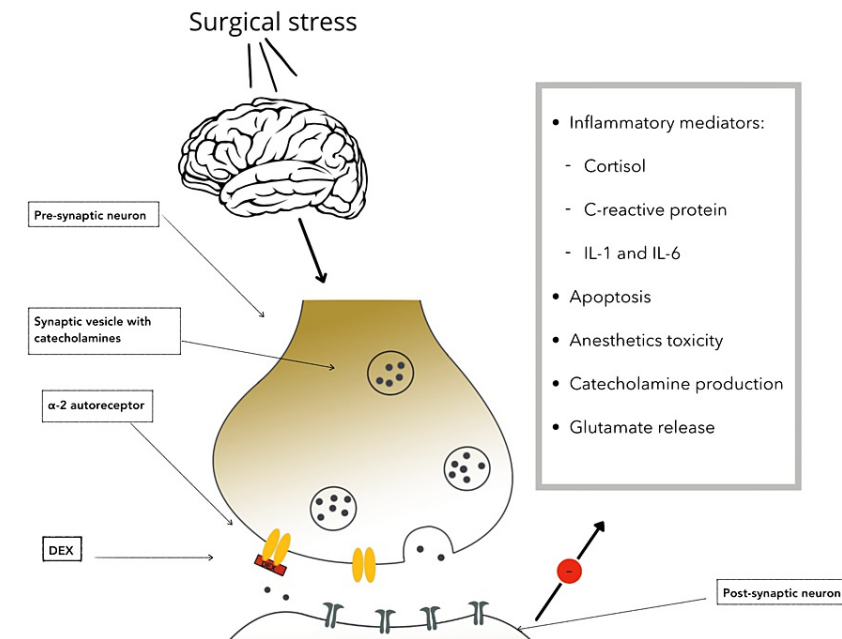 Surgical stress
Pre-synaptic neuron
Synaptic vesicle with
catecholamines
α-2 autoreceptor
DEX
DEX
• Inflammatory mediators:
- Cortisol
- C-reactive protein
- IL-1 and IL-6
• Apoptosis
• Anesthetics toxicity
• Catecholamine production
• Glutamate release
-
Post-synaptic neuron